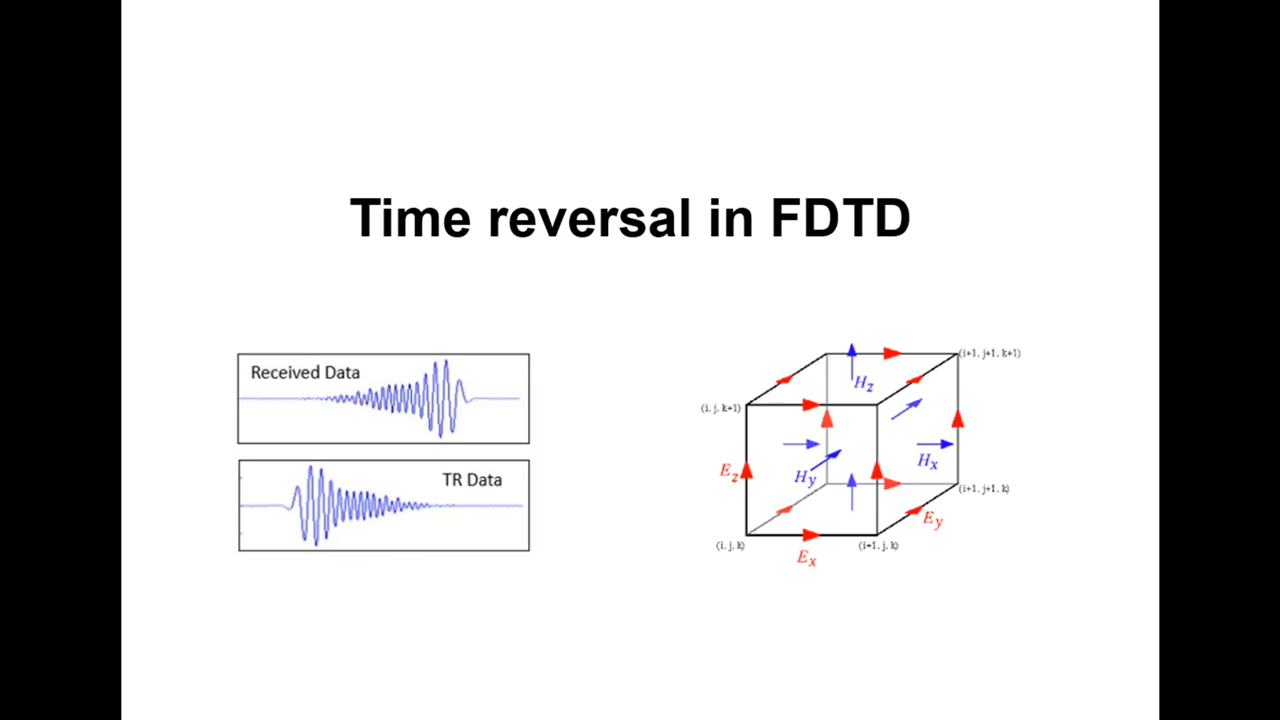 Time reversal in FDTD
Received Data
TR Data
(i+1, j+1, k+1)
Hz
(i, j, k+1)
Ez
Hy
Hx
(i+1, j+1, k)
Ey
(i, j, k)
(i+1, j, k)
Ex